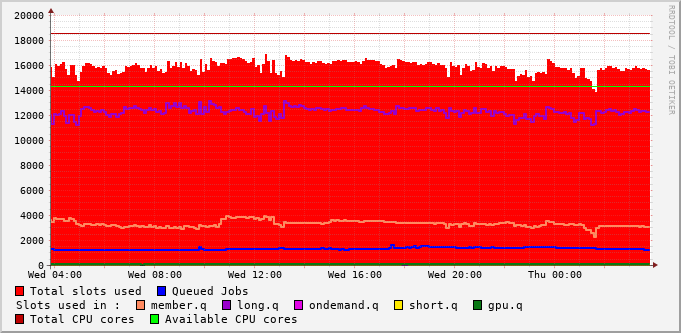 20000
18000
16000
14000
12000
10000
8000
6000
4000
2000
0
Wed 04:00 Wed 08:00 Wed 12:00 Wed 16:00 Wed 20:00 Thu 00:00
RRDTOOL / TOBI OETIKER
Total slots used Queued Jobs
Slots used in : member.q long.q ondemand.q short.q gpu.q
Total CPU cores Available CPU cores